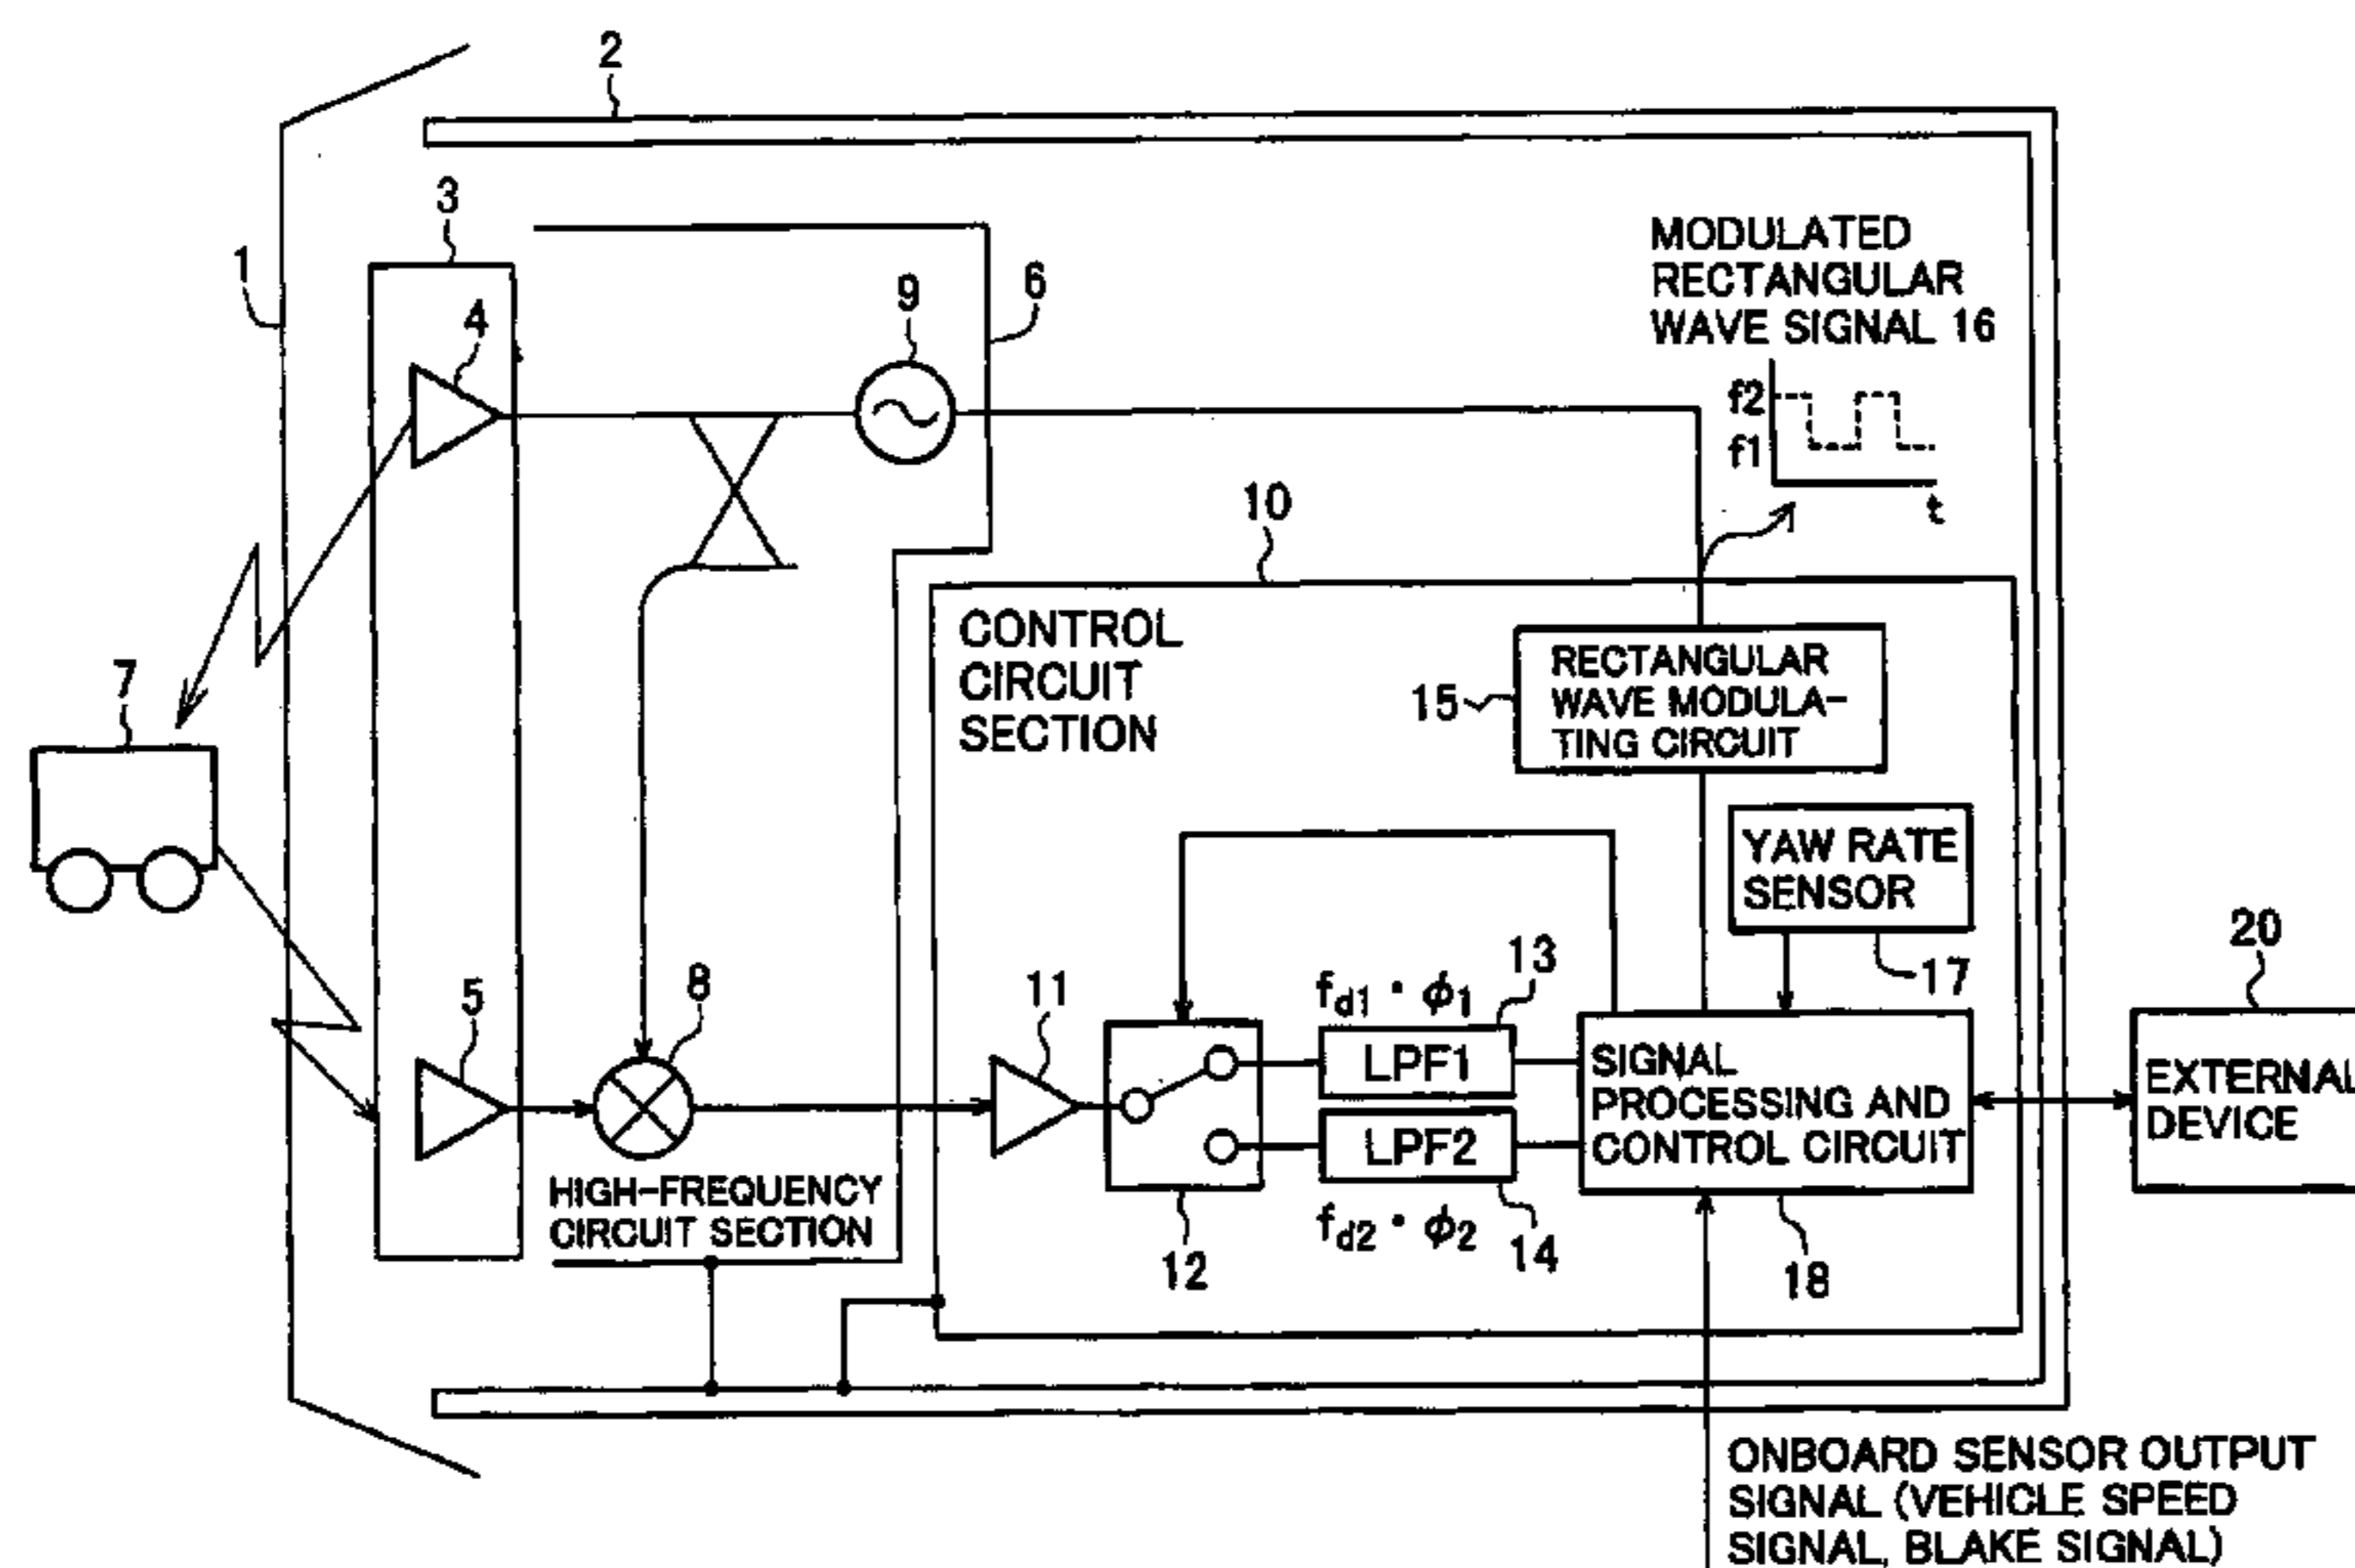 2
3
1
4
9
6
MODULATED
RECTANGULAR
WAVE SIGNAL 16
f2
f1
t
10
CONTROL
CIRCUIT
SECTION
7
15
RECTANGULAR
WAVE MODULA-
TING CIRCUIT
YAW RATE
SENSOR
17
20
5
8
11
fd1・φ1
13
LPF1
LPF2
SIGNAL
PROCESSING AND
CONTROL CIRCUIT
EXTERNAL
DEVICE
HIGH-FREQUENCY
CIRCUIT SECTION
12
fd2・φ2
14
18
ONBOARD SENSOR OUTPUT
SIGNAL (VEHICLE SPEED
SIGNAL, BLAKE SIGNAL)